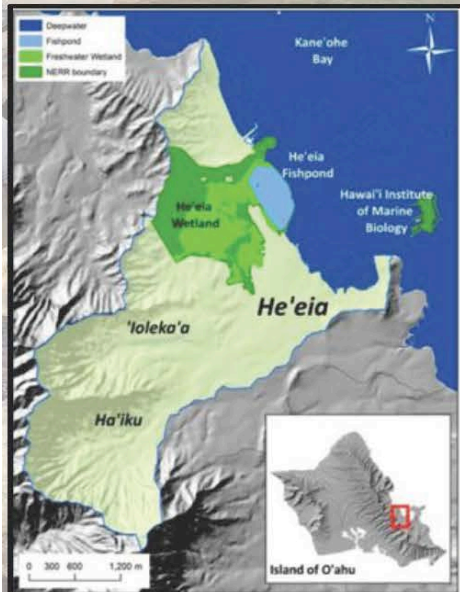 Deepwater
Fishpond
Freshwater Wetland
NERR boundary
N
Kane'ohe
Bay
He'eia
Fishpond
Hawai'i Institute
of Marine
Biology
He'eia
Wetland
He'eia
'Ioleka'a
Ha'iku
0 300 600 1,200 m
Island of O'ahu